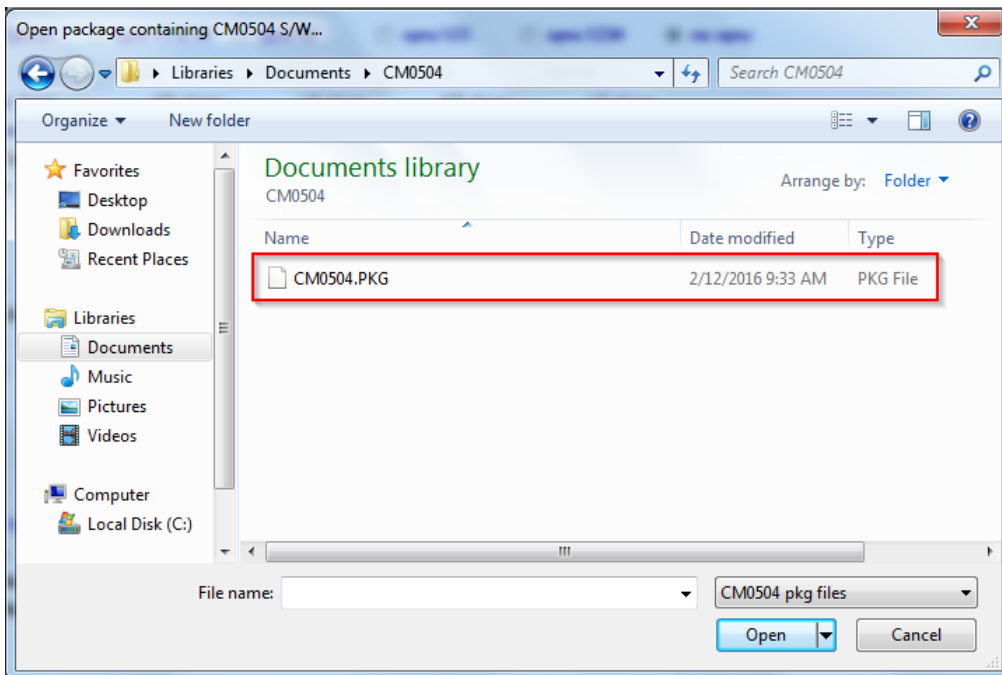 Open package containing CM0504 S/W...
Libraries Documents CM0504 Search CM0504
Organize New folder
Favorites
Desktop
Downloads
Recent Places
Libraries
Documents
Music
Pictures
Videos
Computer
Local Disk (C:)
Documents library
CM0504
Arrange by: Folder
Name Date modified Type
CM0504.PKG 2/12/2016 9:33 AM PKG File
File name: CM0504 pkg files
Open Cancel